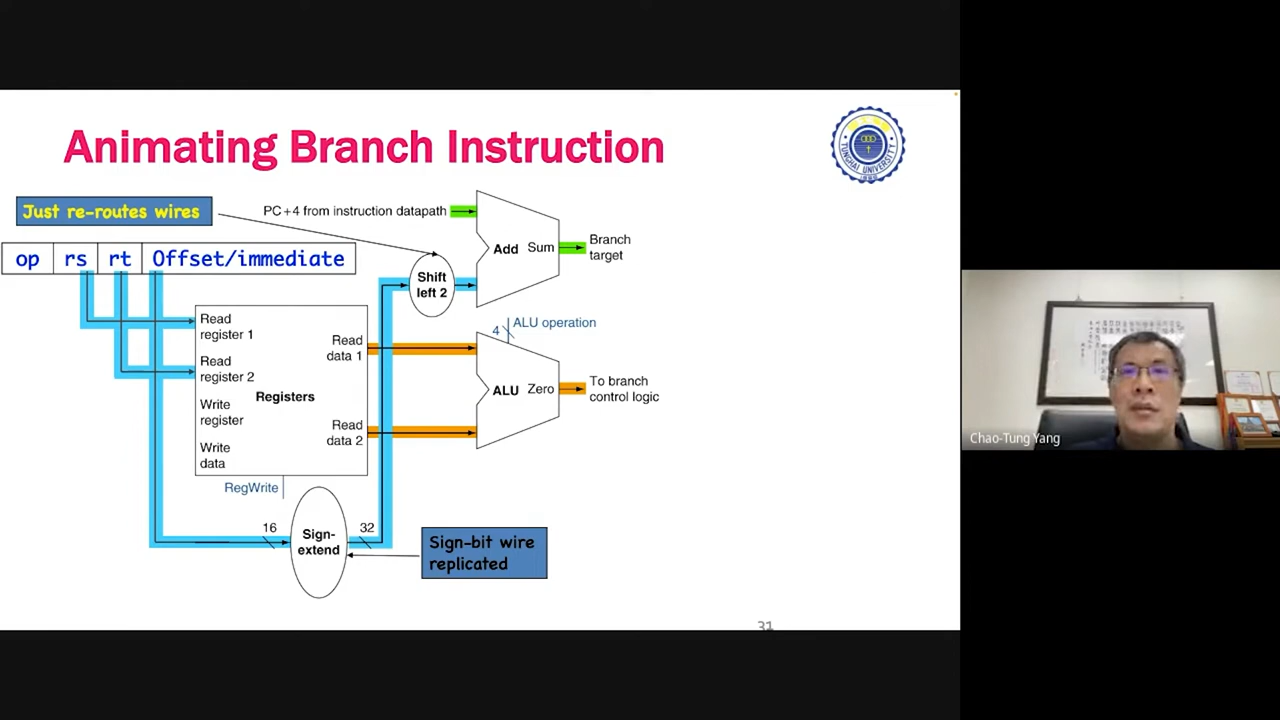 Animating Branch Instruction
TUNGHAI UNIVERSITY
Just re-routes wires
PC+4 from instruction datapath
op rs rt Offset/immediate
Shift
left 2
Add Sum
Branch
target
Read
register 1
Read
register 2
Write
register
Write
data
Registers
Read
data 1
Read
data 2
4
ALU operation
ALU Zero
To branch
control logic
RegWrite
16
Sign-
extend
32
Sign-bit wire
replicated
31
Chao-Tung Yang